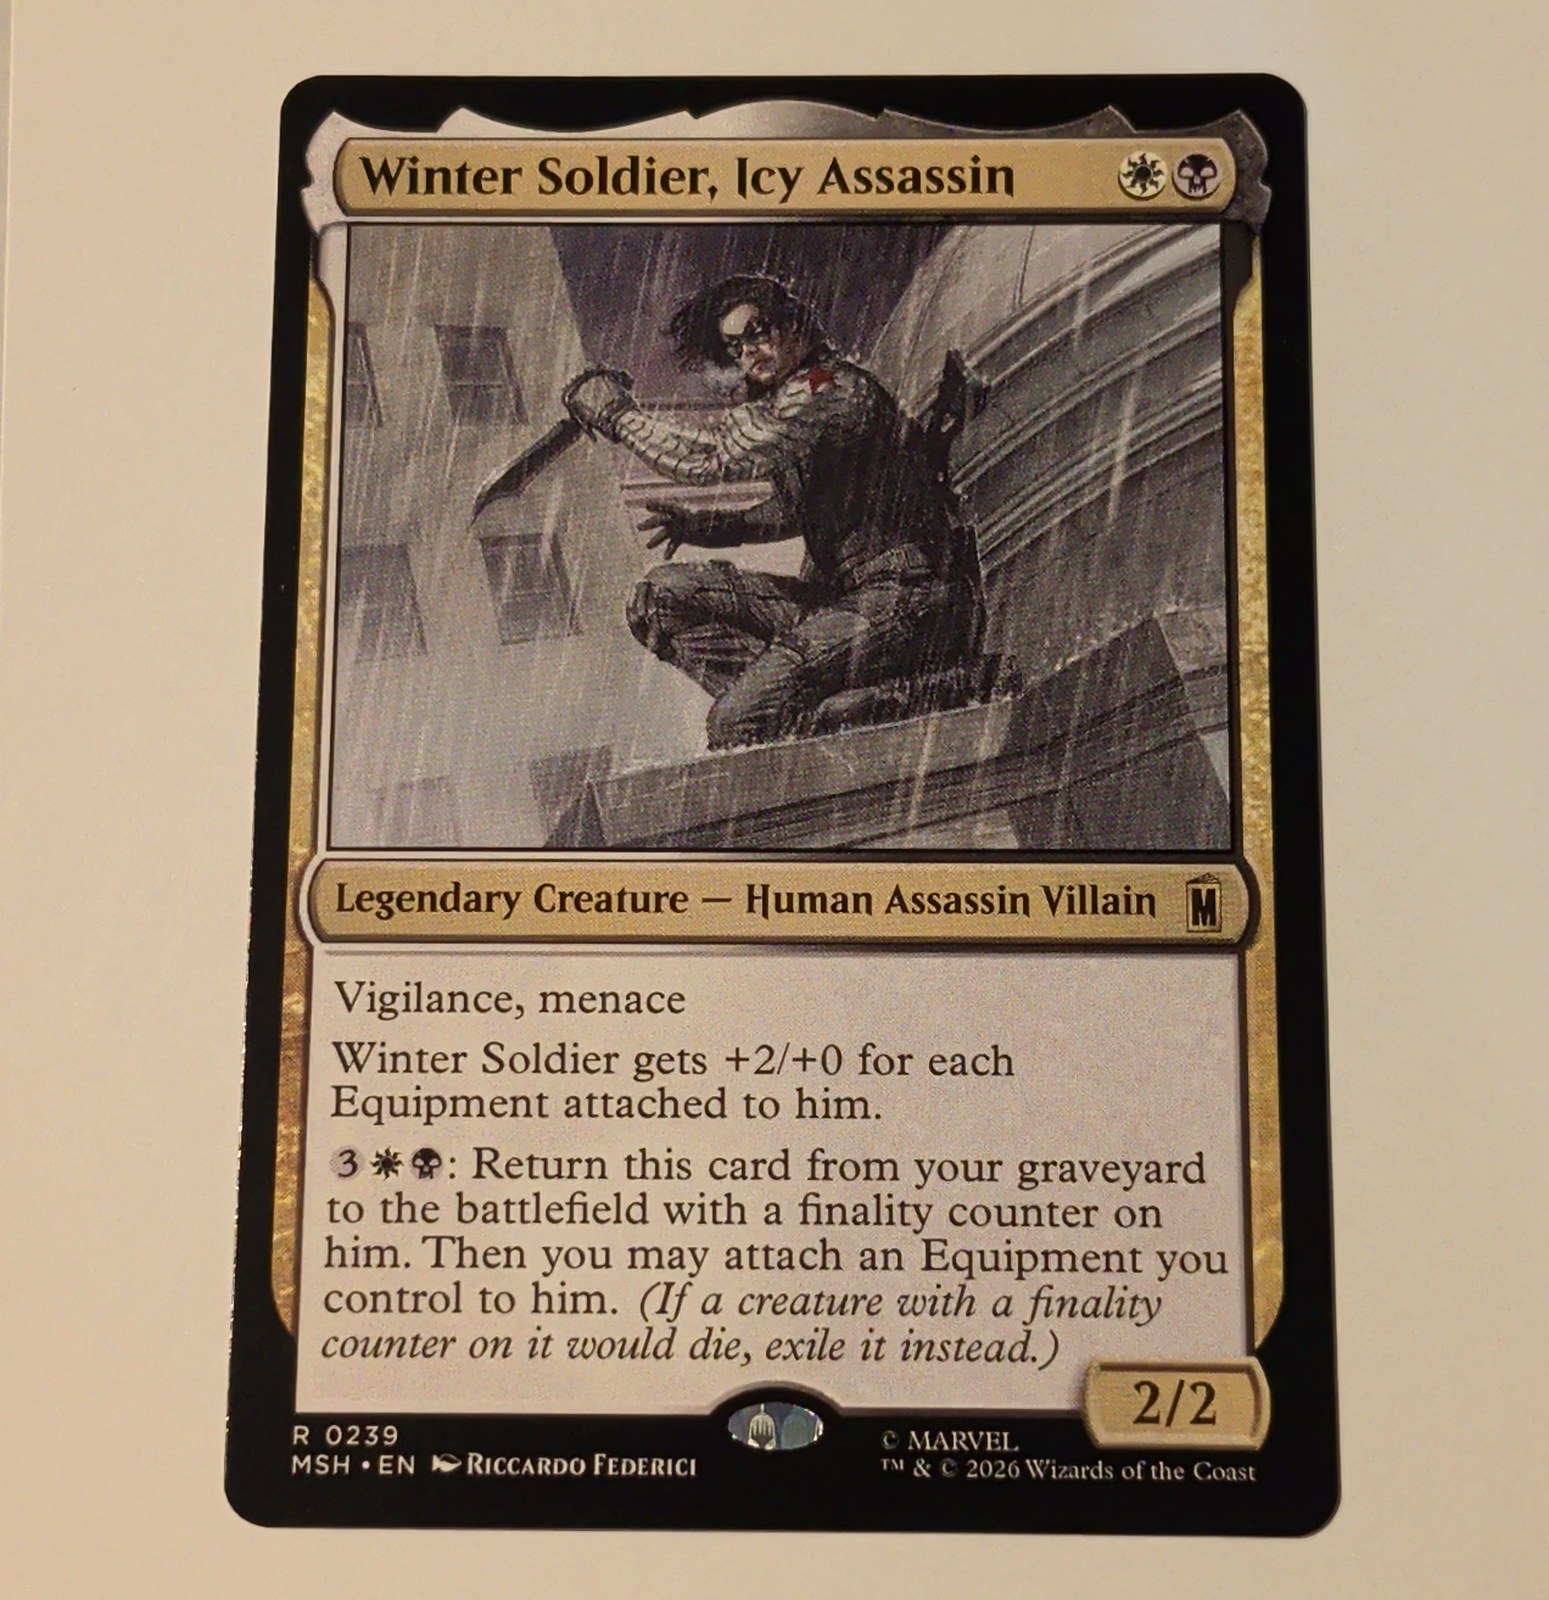 Winter Soldier, Icy Assassin
Legendary Creature — Human Assassin Villain M
Vigilance, menace
Winter Soldier gets +2/+0 for each
Equipment attached to him.
3 : Return this card from your graveyard
to the battlefield with a finality counter on
him. Then you may attach an Equipment you
control to him. (If a creature with a finality
counter on it would die, exile it instead.)
2/2
R 0239
MSH • EN RICCARDO FEDERICI
© MARVEL
™ & © 2026 Wizards of the Coast